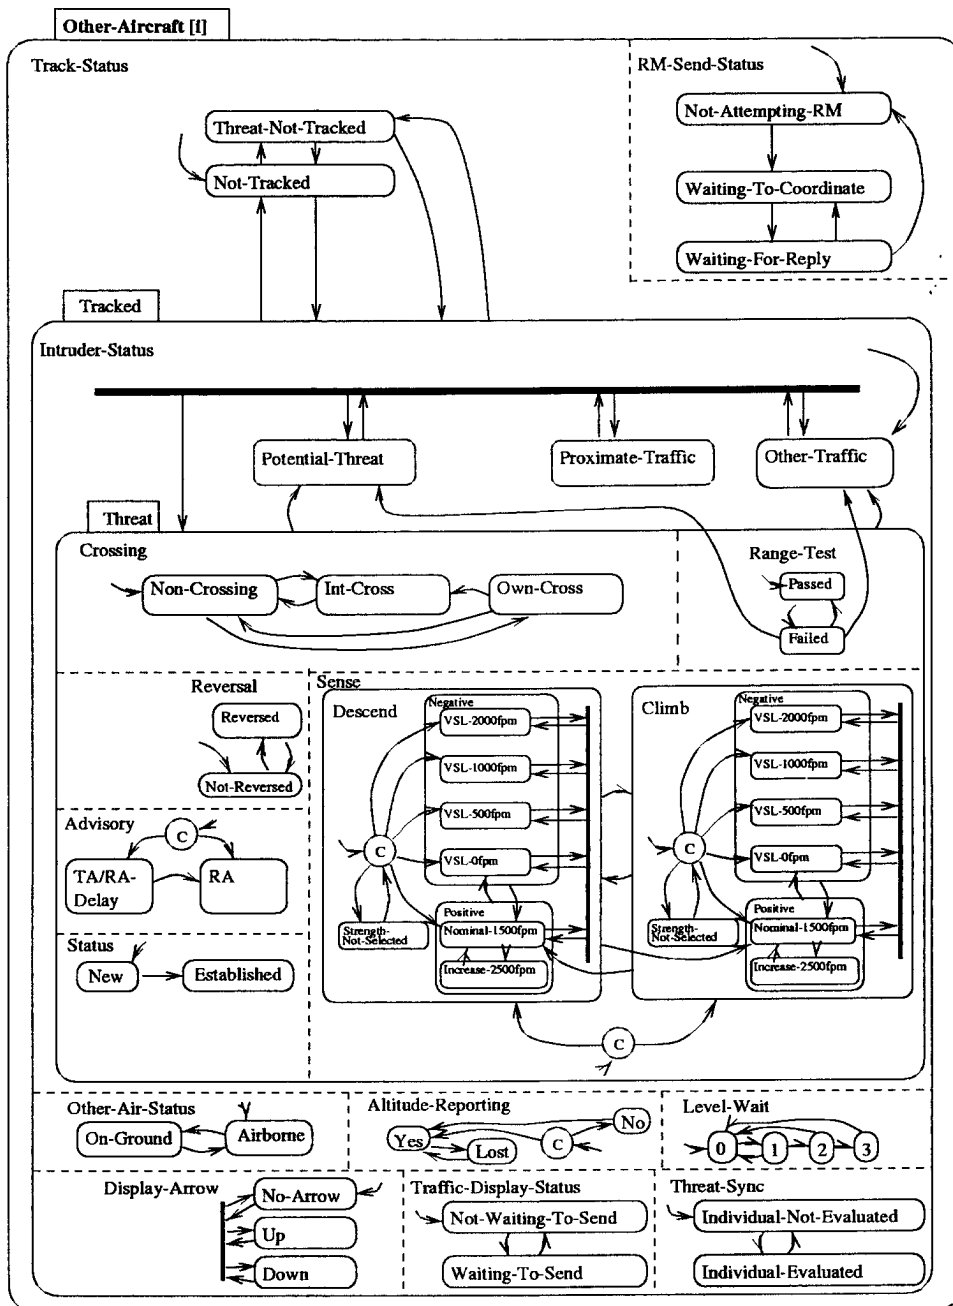 Other-Aircraft [i]
Track-Status
RM-Send-Status
Threat-Not-Tracked
Not-Tracked
Not-Attempting-RM
Waiting-To-Coordinate
Waiting-For-Reply
Tracked
Intruder-Status
Potential-Threat
Proximate-Traffic
Other-Traffic
Threat
Crossing
Non-Crossing
Int-Cross
Own-Cross
Range-Test
Passed
Failed
Reversal
Reversed
Not-Reversed
Advisory
C
TA/RA-
Delay
RA
Status
New
Established
Sense
Descend
Negative
VSL-2000fpm
VSL-1000fpm
VSL-500fpm
C
VSL-0fpm
Strength-
Not-Selected
Positive
Nominal-1500fpm
Increase-2500fpm
Climb
Negative
VSL-2000fpm
VSL-1000fpm
VSL-500fpm
C
VSL-0fpm
Strength-
Not-Selected
Positive
Nominal-1500fpm
Increase-2500fpm
C
Other-Air-Status
On-Ground
Airborne
Altitude-Reporting
Yes
Lost
C
No
Level-Wait
0
1
2
3
Display-Arrow
No-Arrow
Up
Down
Traffic-Display-Status
Not-Waiting-To-Send
Waiting-To-Send
Threat-Sync
Individual-Not-Evaluated
Individual-Evaluated